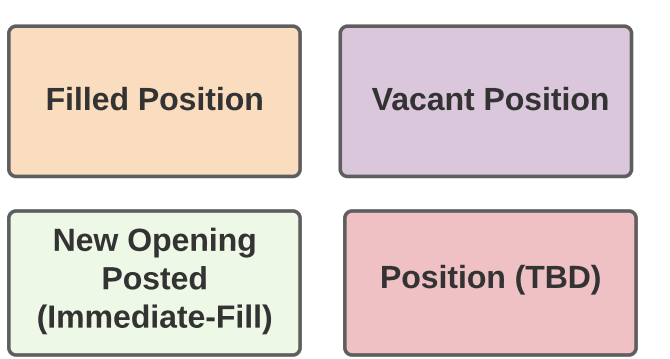 Filled Position
Vacant Position
New Opening
Posted
(Immediate-Fill)
Position (TBD)